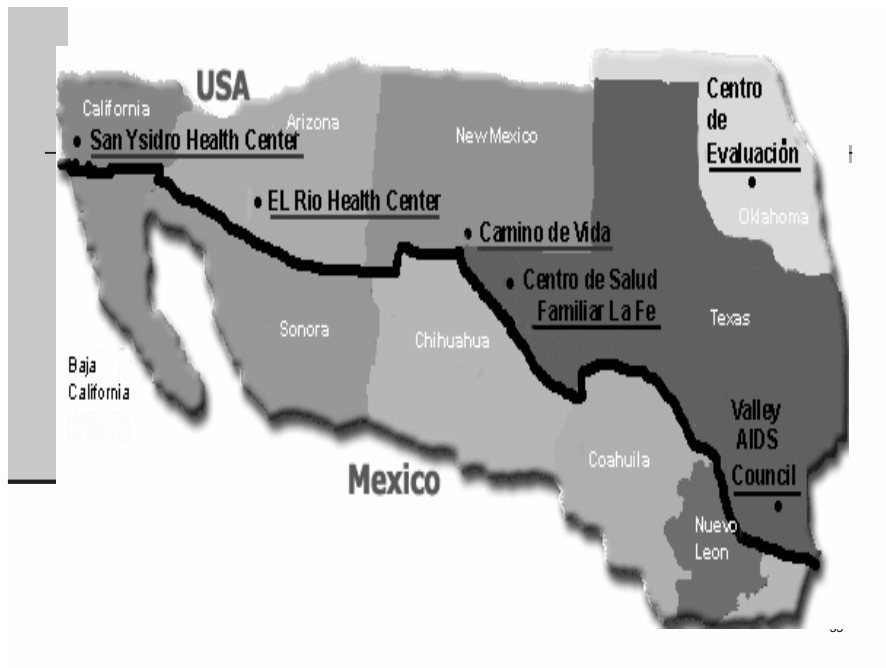 USA
California
San Ysidro Health Center
Arizona
New Mexico
Centro
de
Evaluación
Oklahoma
EL Rio Health Center
Camino de Vida
Centro de Salud
Familiar La Fe
Texas
Sonora
Chihuahua
Baja
California
Valley
AIDS
Council
Coahuila
Mexico
Nuevo
Leon